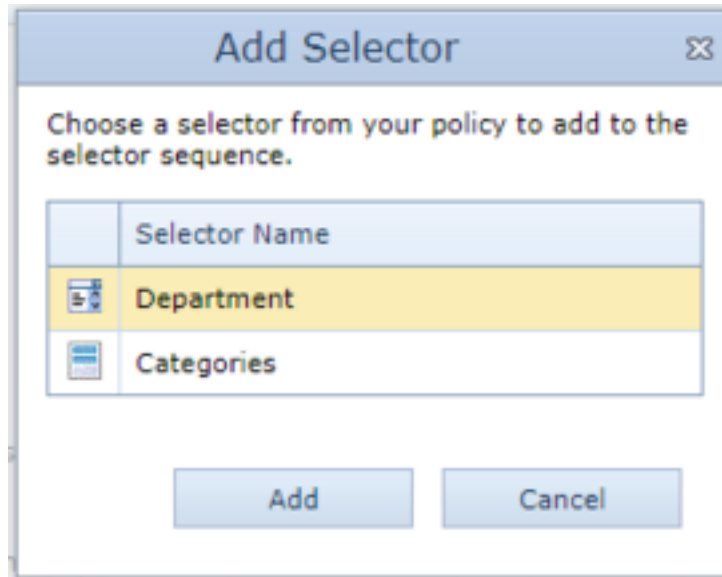 Add Selector
Choose a selector from your policy to add to the
selector sequence.
Selector Name
Department
Categories
Add
Cancel